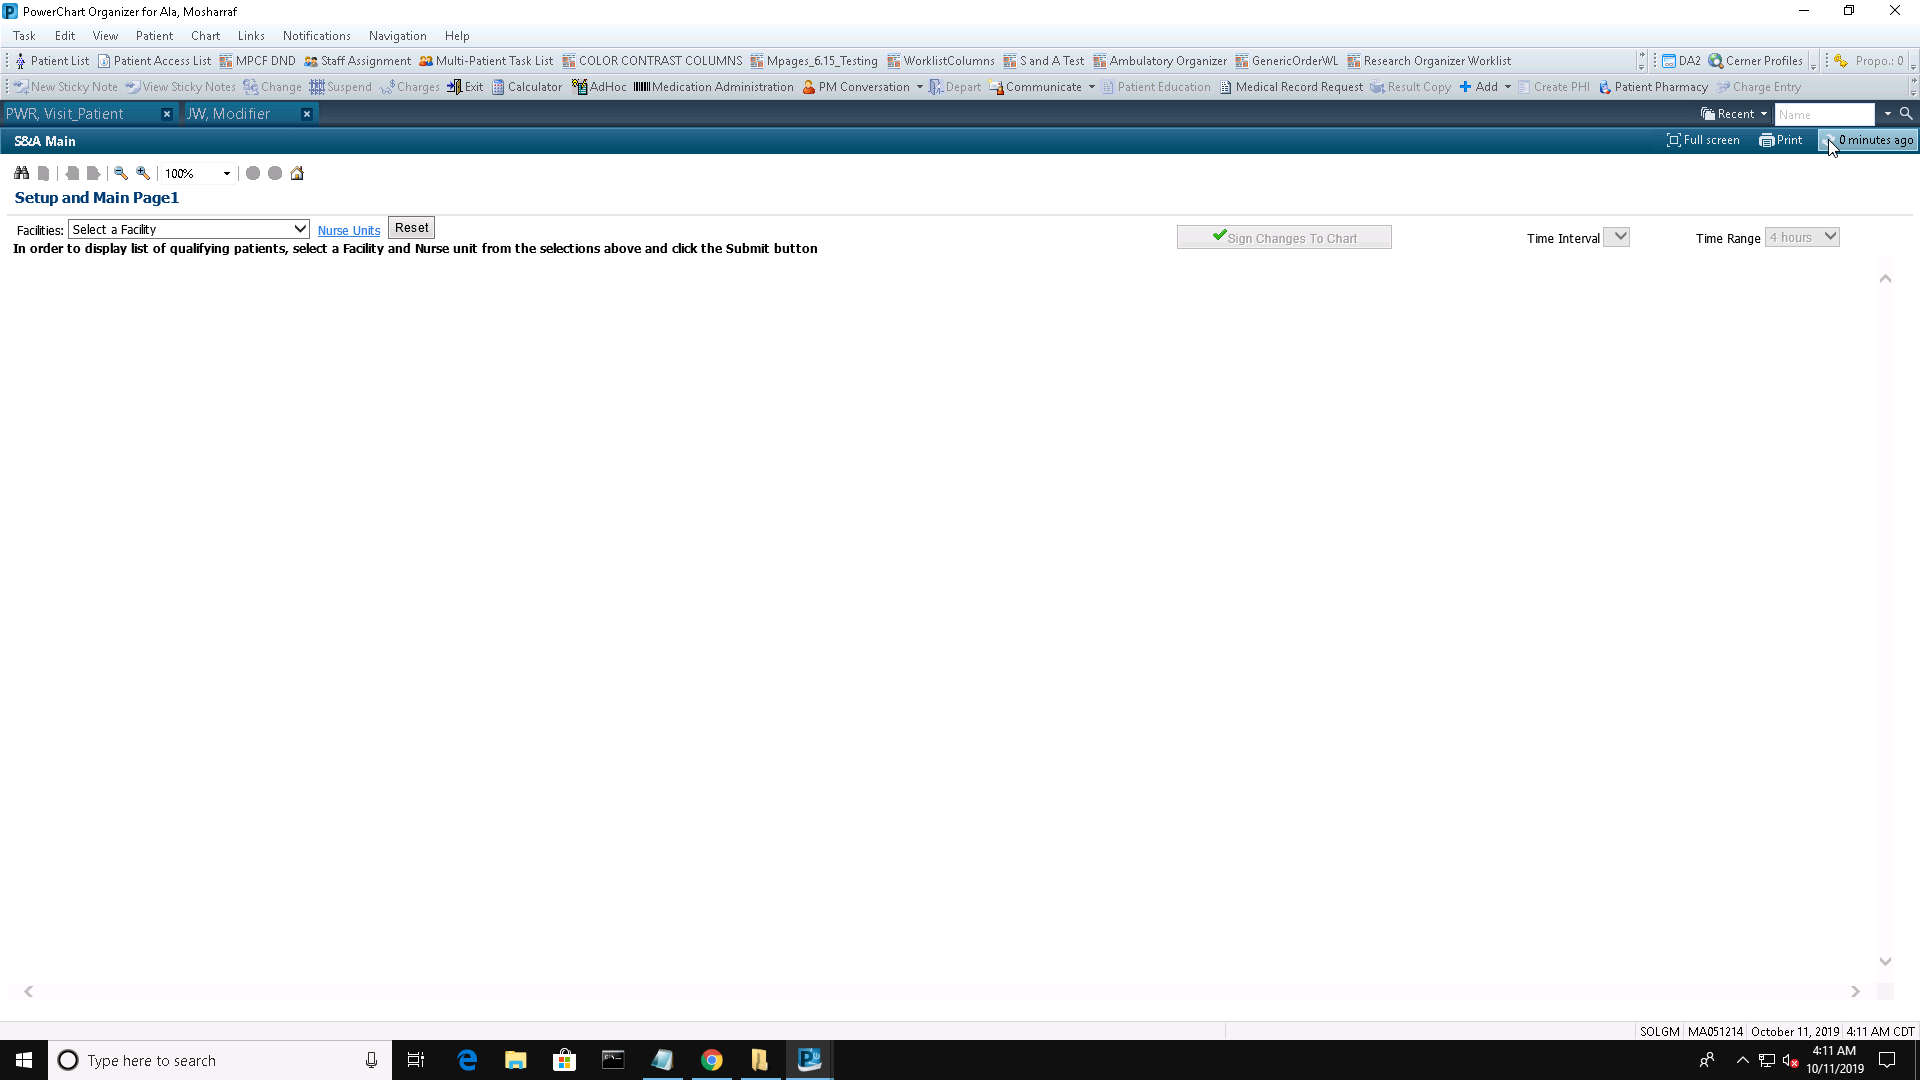 PowerChart Organizer for Ala, Mosharraf
Task Edit View Patient Chart Links Notifications Navigation Help
Patient List Patient Access List MPCF DND Staff Assignment Multi-Patient Task List COLOR CONTRAST COLUMNS Mpages_6.15_Testing WorklistColumns S and A Test Ambulatory Organizer GenericOrderWL Research Organizer Worklist DA2 Cerner Profiles Propo.: 0
New Sticky Note View Sticky Notes Change Suspend Charges Exit Calculator AdHoc Medication Administration PM Conversation Depart Communicate Patient Education Medical Record Request Result Copy Add Create PHI Patient Pharmacy Charge Entry
PWR, Visit_Patient JW, Modifier Recent Name
S&A Main Full screen Print 0 minutes ago
100%
Setup and Main Page1
Facilities: Select a Facility Nurse Units Reset
Sign Changes To Chart Time Interval Time Range 4 hours
In order to display list of qualifying patients, select a Facility and Nurse unit from the selections above and click the Submit button
SOLGM MA051214 October 11, 2019 4:11 AM CDT
Type here to search
4:11 AM
10/11/2019